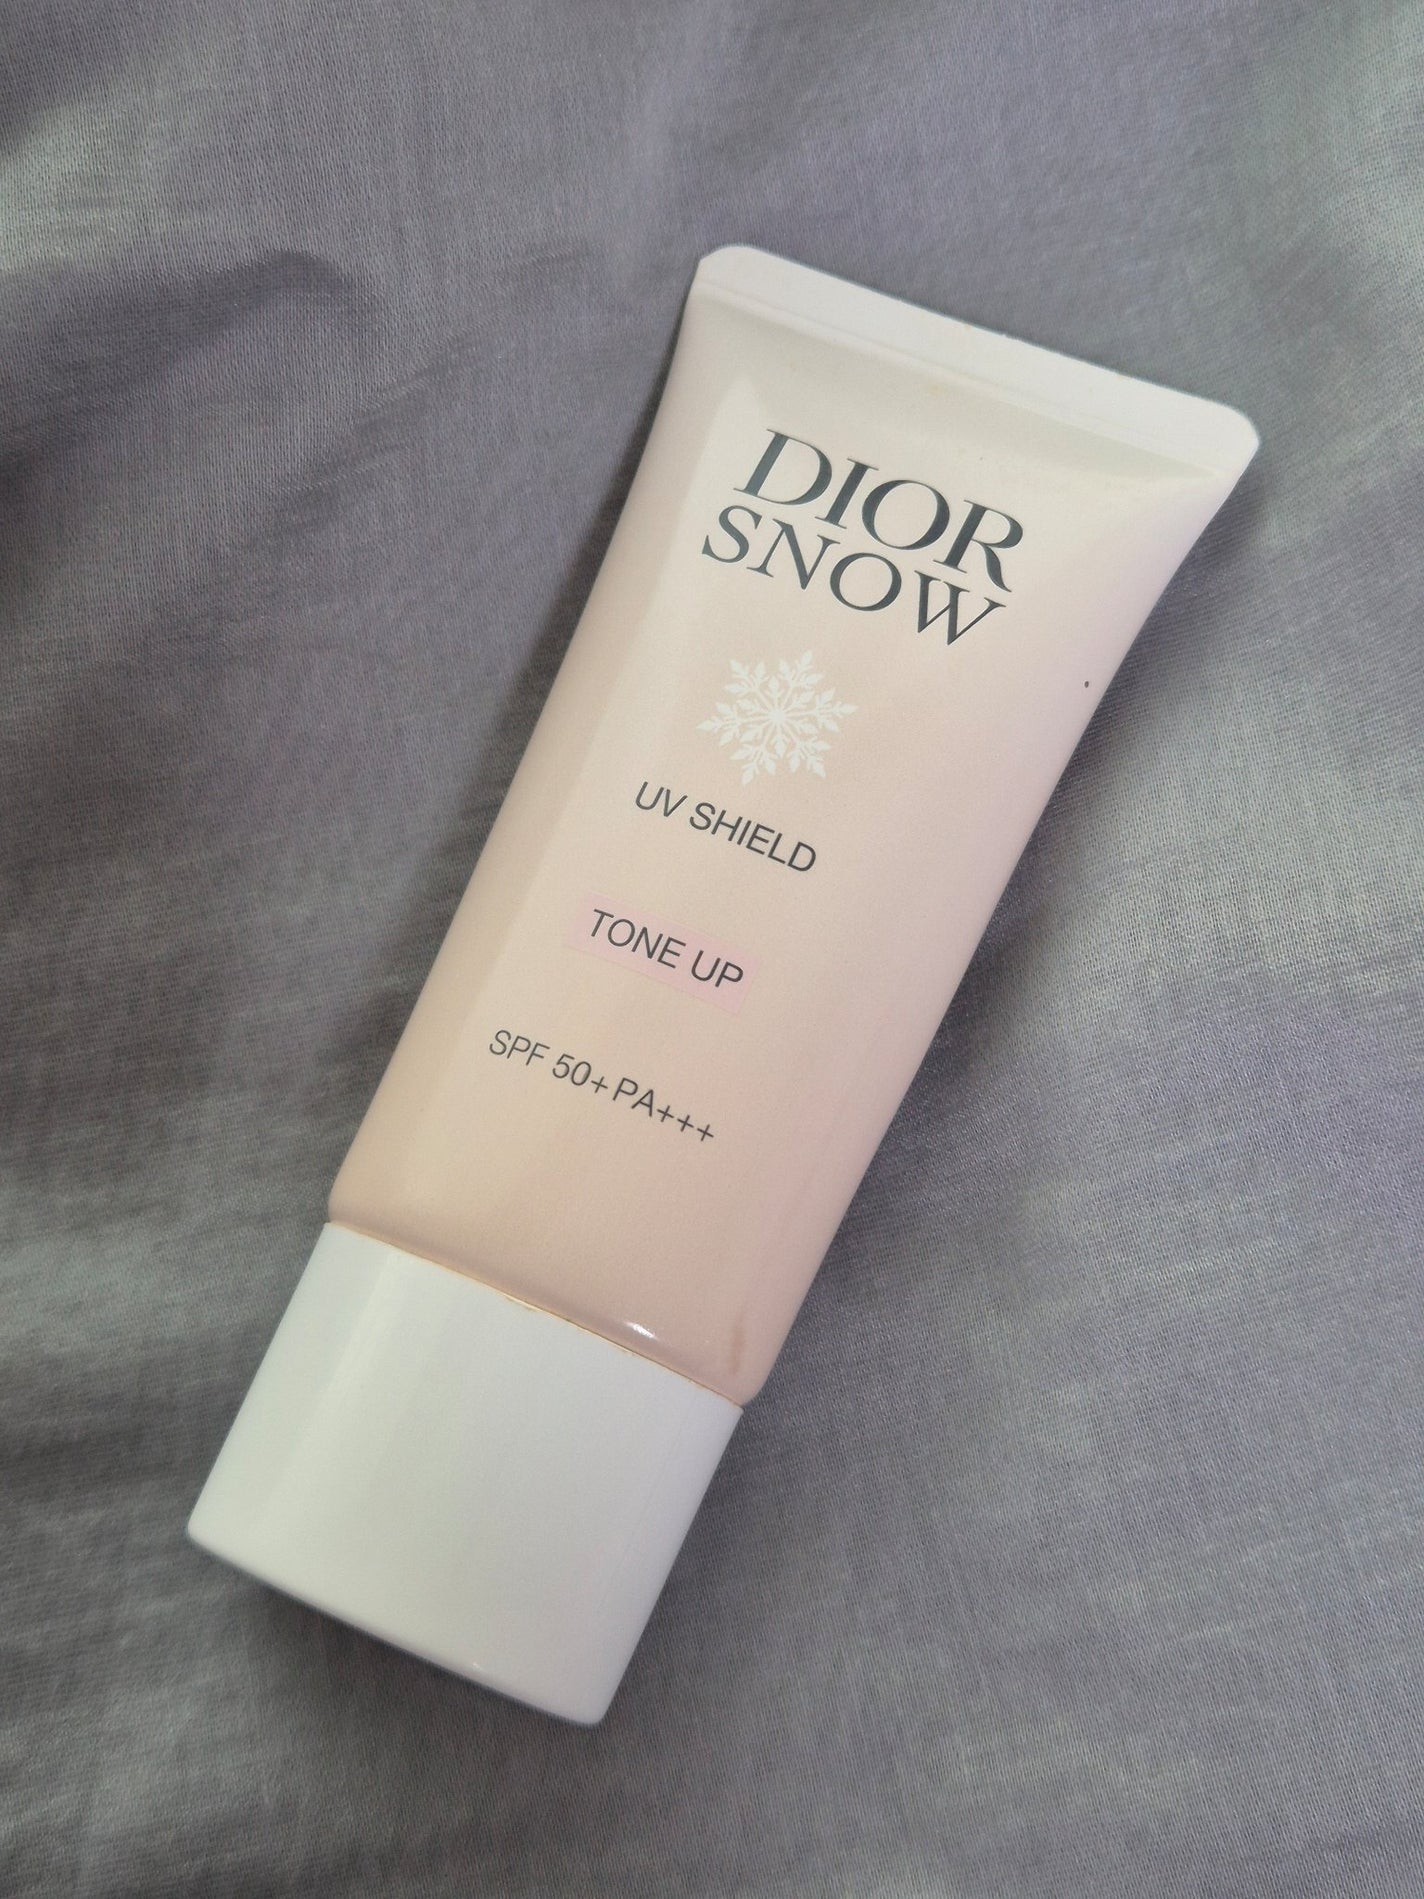 DIOR
SNOW
UV SHIELD
TONE UP
SPF 50+ PA+++